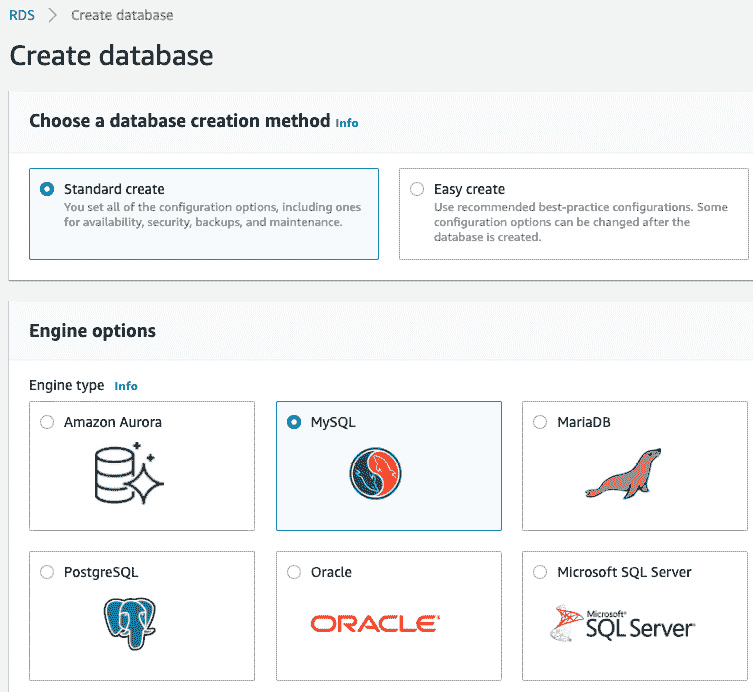 RDS > Create database
Create database
Choose a database creation method Info
Standard create
You set all of the configuration options, including ones
for availability, security, backups, and maintenance.
Easy create
Use recommended best-practice configurations. Some
configuration options can be changed after the
database is created.
Engine options
Engine type Info
Amazon Aurora
MySQL
MariaDB
PostgreSQL
Oracle
ORACLE
Microsoft SQL Server
Microsoft®
SQL Server®